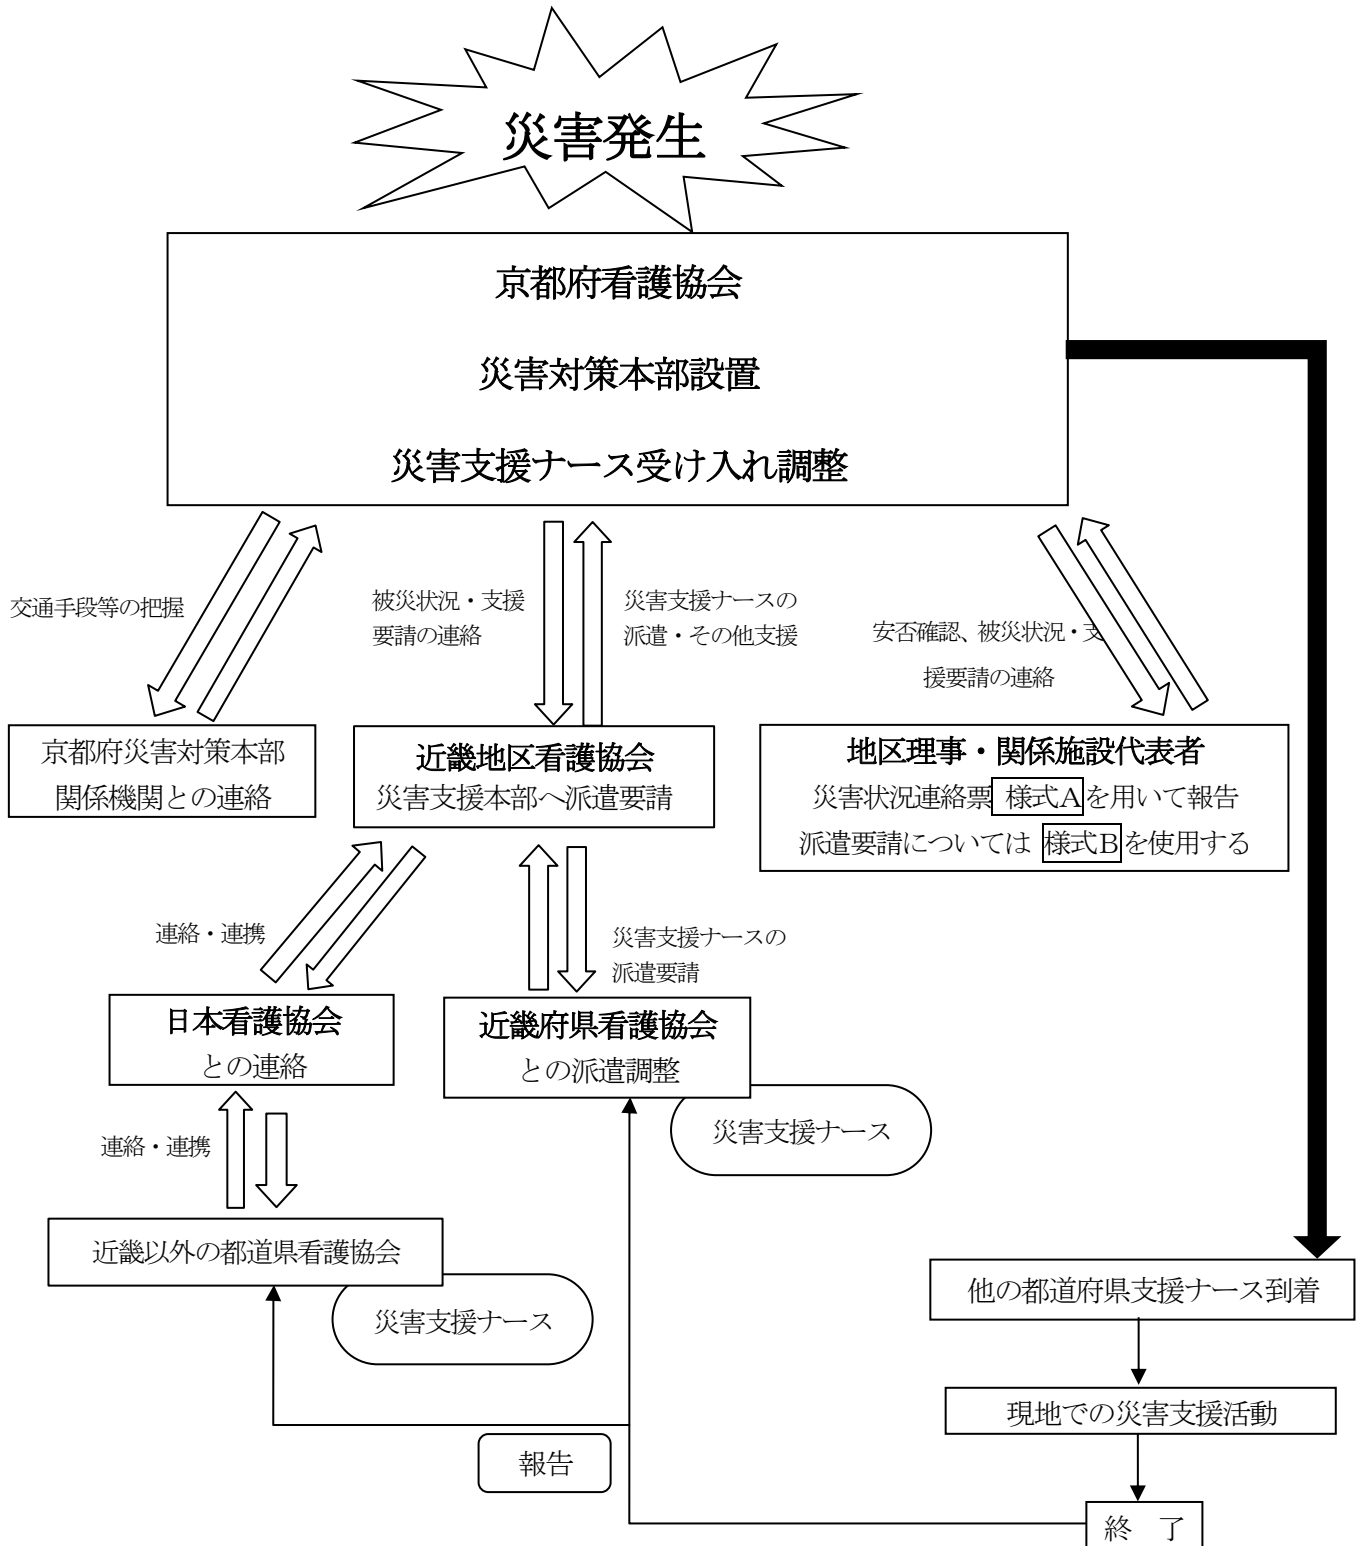 災害発生
京都府看護協会
災害対策本部設置
災害支援ナース受け入れ調整
交通手段等の把握
被災状況・支援
要請の連絡
災害支援ナースの
派遣・その他支援
安否確認、被災状況・支
援要請の連絡
京都府災害対策本部
関係機関との連絡
近畿地区看護協会
災害支援本部へ派遣要請
地区理事・関係施設代表者
災害状況連絡票 様式Aを用いて報告
派遣要請については 様式Bを使用する
連絡・連携
災害支援ナースの
派遣要請
日本看護協会
との連絡
近畿府県看護協会
との派遣調整
災害支援ナース
連絡・連携
近畿以外の都道県看護協会
災害支援ナース
他の都道府県支援ナース到着
現地での災害支援活動
報告
終　了